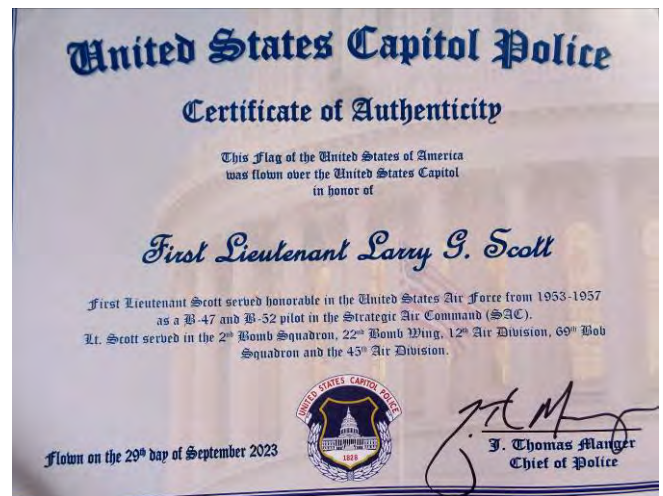 United States Capitol Police
Certificate of Authenticity
This Flag of the United States of America
was flown over the United States Capitol
in honor of
First Lieutenant Larry G. Scott
First Lieutenant Scott served honorable in the United States Air Force from 1953-1957
as a B-47 and B-52 pilot in the Strategic Air Command (SAC).
Lt. Scott served in the 2nd Bomb Squadron, 22nd Bomb Wing, 12th Air Division, 69th Bob
Squadron and the 45th Air Division.
UNITED STATES CAPITOL POLICE
1828
Flown on the 29th day of September 2023
J. Thomas Manger
Chief of Police